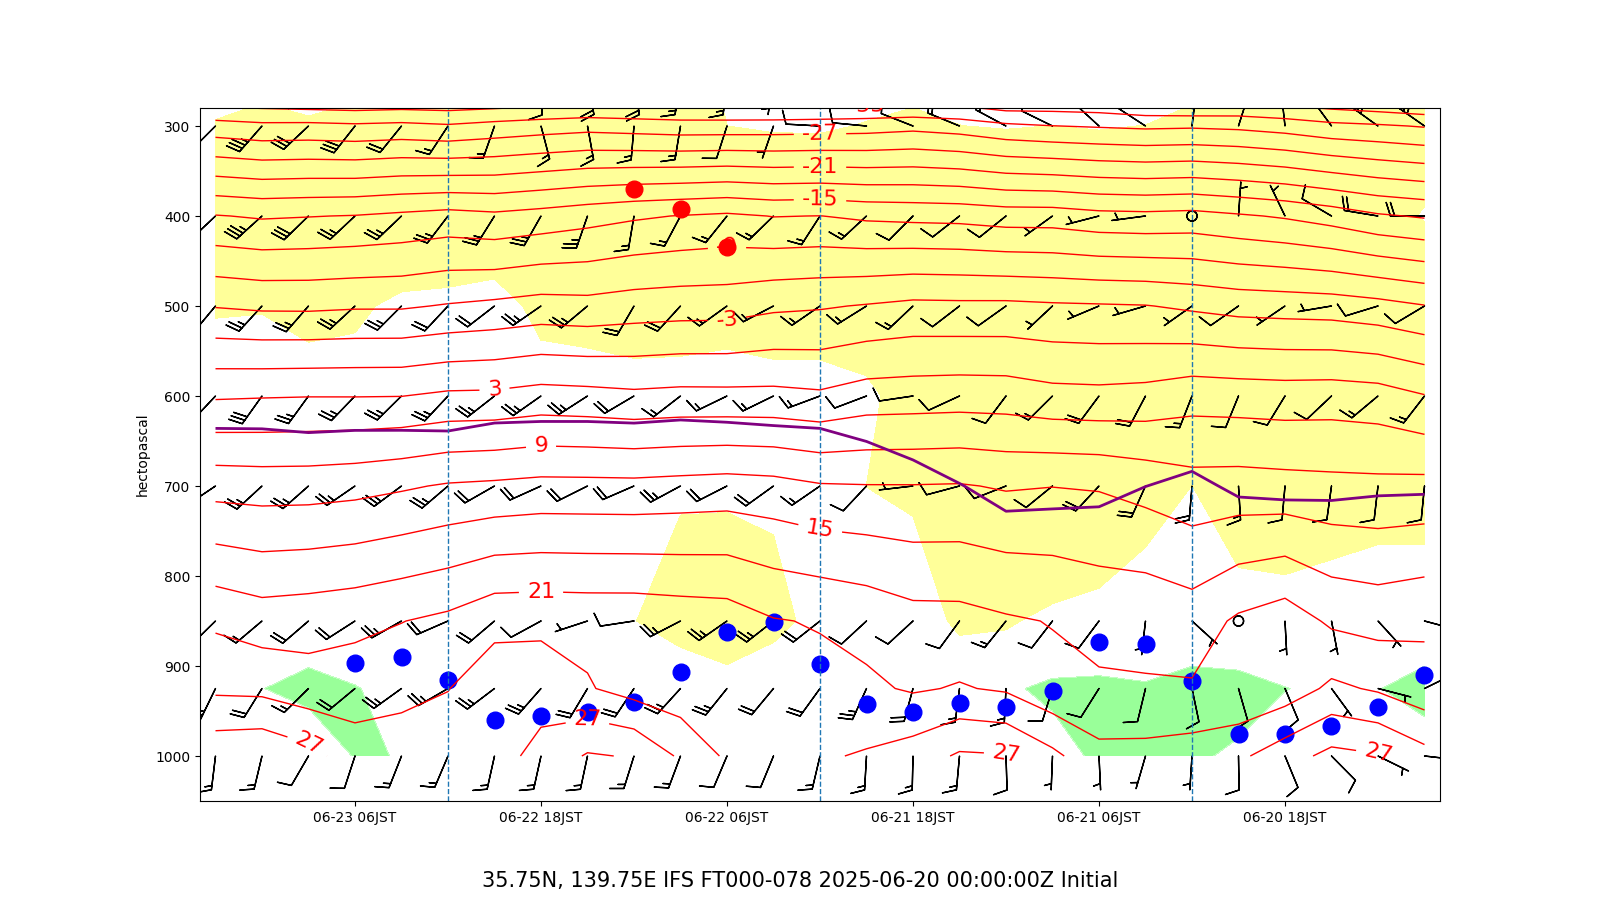 300
400
500
600
700
800
900
1000
hectopascal
-27
-21
-15
-3
3
9
15
21
27
27
27
27
06-23 06JST
06-22 18JST
06-22 06JST
06-21 18JST
06-21 06JST
06-20 18JST
35.75N, 139.75E IFS FT000-078 2025-06-20 00:00:00Z Initial